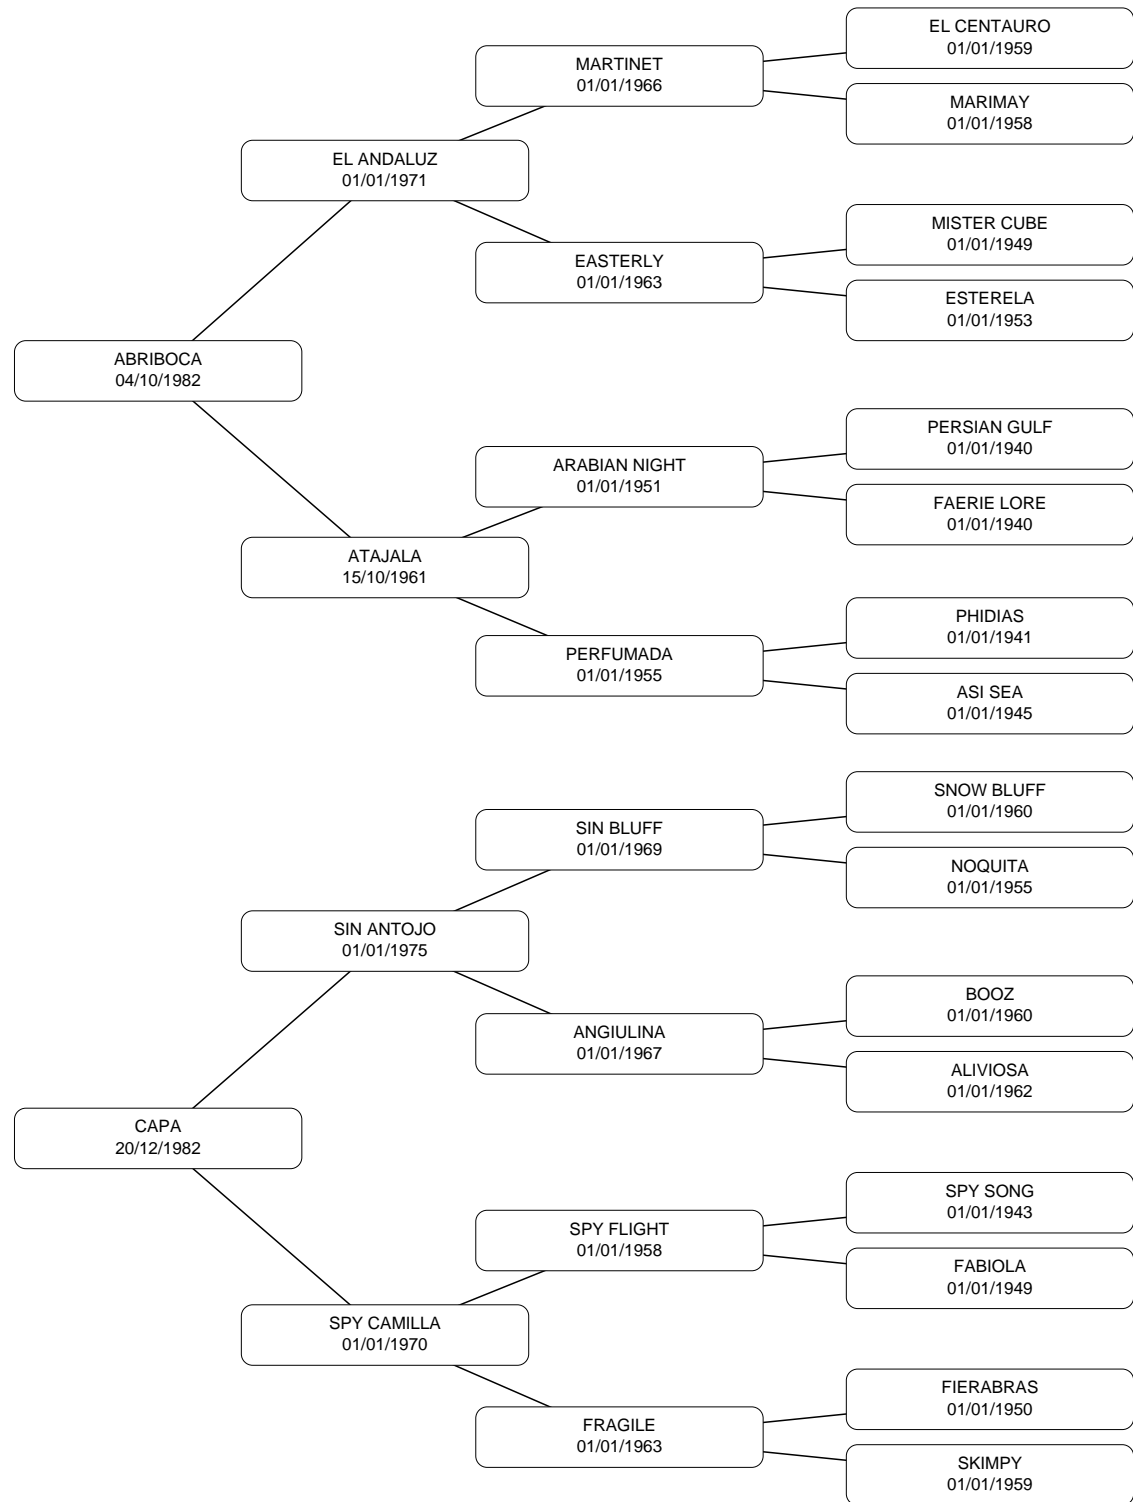 EL CENTAURO
01/01/1959
MARTINET
01/01/1966
MARIMAY
01/01/1958
EL ANDALUZ
01/01/1971
MISTER CUBE
01/01/1949
EASTERLY
01/01/1963
ESTERELA
01/01/1953
ABRIBOCA
04/10/1982
PERSIAN GULF
01/01/1940
ARABIAN NIGHT
01/01/1951
FAERIE LORE
01/01/1940
ATAJALA
15/10/1961
PHIDIAS
01/01/1941
PERFUMADA
01/01/1955
ASI SEA
01/01/1945
SNOW BLUFF
01/01/1960
SIN BLUFF
01/01/1969
NOQUITA
01/01/1955
SIN ANTOJO
01/01/1975
BOOZ
01/01/1960
ANGIULINA
01/01/1967
ALIVIOSA
01/01/1962
CAPA
20/12/1982
SPY SONG
01/01/1943
SPY FLIGHT
01/01/1958
FABIOLA
01/01/1949
SPY CAMILLA
01/01/1970
FIERABRAS
01/01/1950
FRAGILE
01/01/1963
SKIMPY
01/01/1959